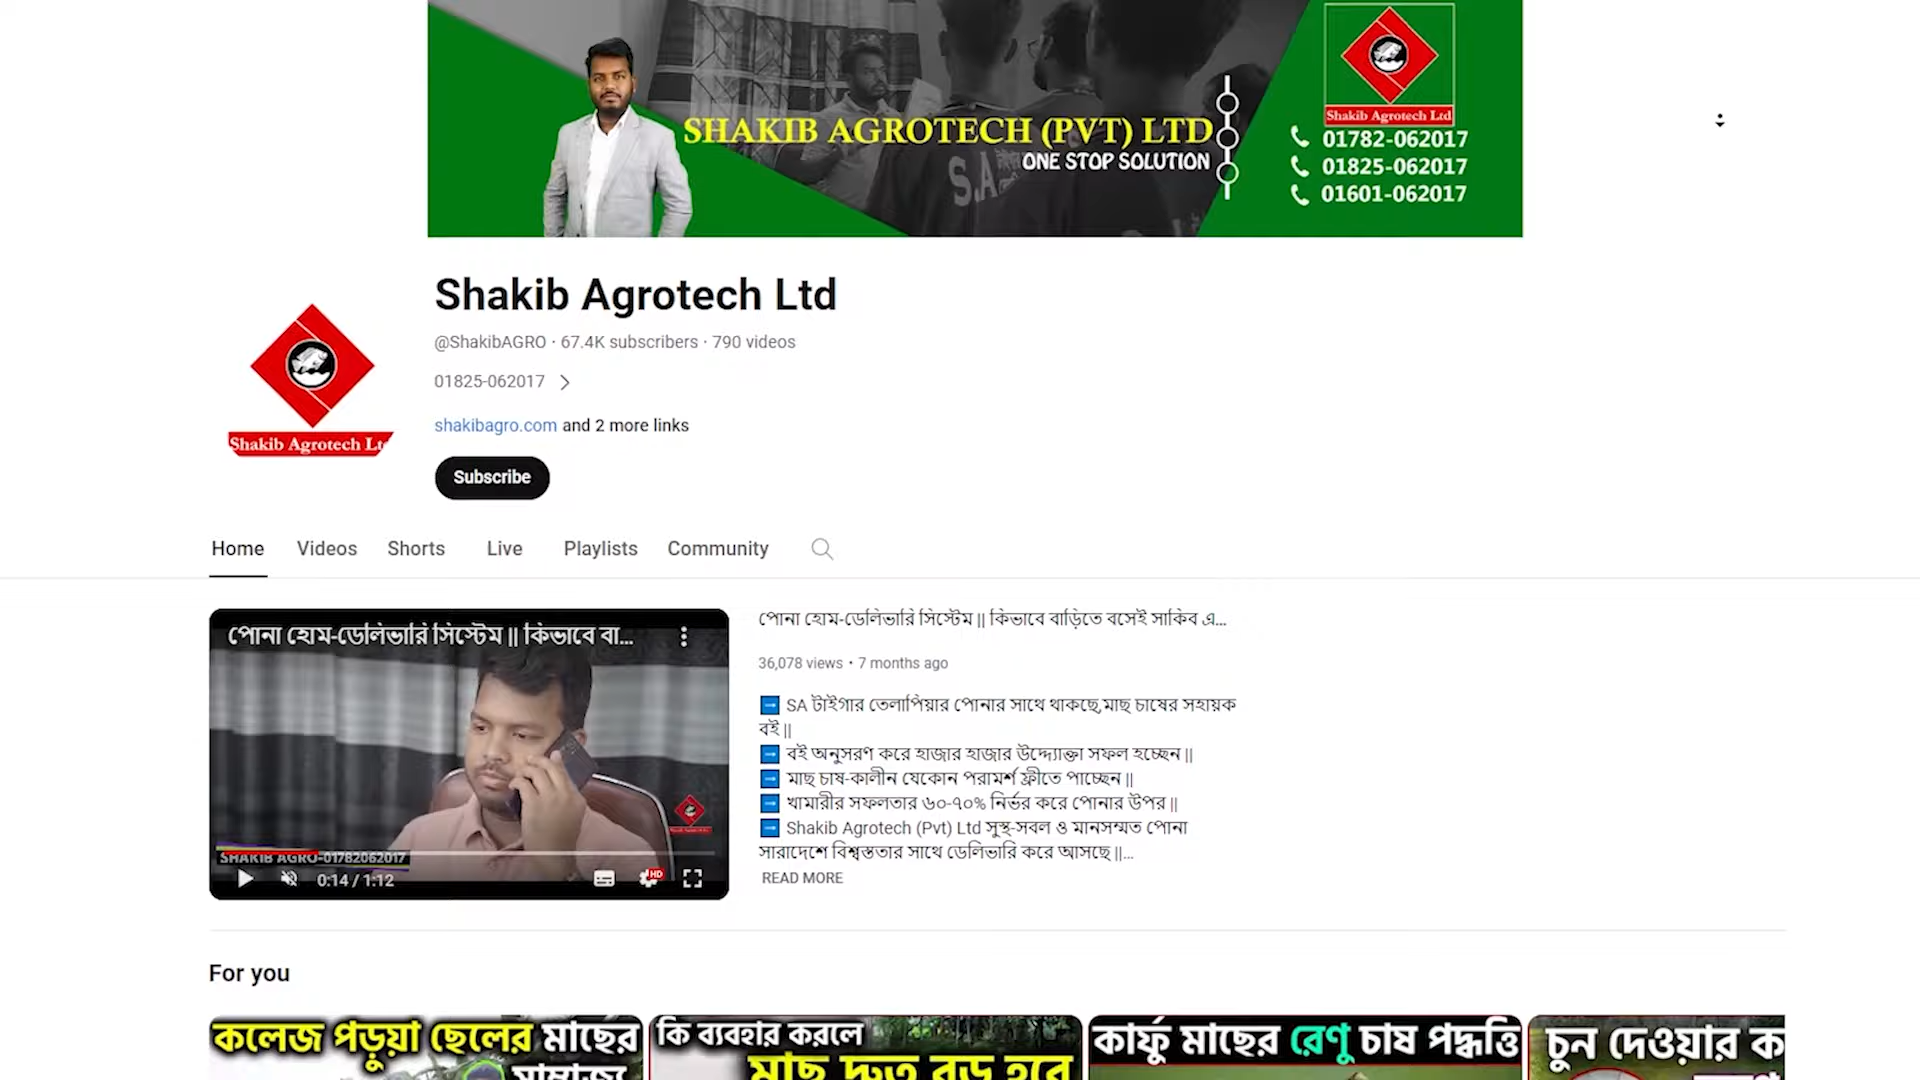 SHAKIB AGROTECH (PVT) LTD
ONE STOP SOLUTION
S.A
Shakib Agrotech Ltd
01782-062017
01825-062017
01601-062017
Shakib Agrotech Ltd
Shakib Agrotech Ltd
@ShakibAGRO · 67.4K subscribers · 790 videos
01825-062017
shakibagro.com and 2 more links
Subscribe
Home Videos Shorts Live Playlists Community
পোনা হোম-ডেলিভারি সিস্টেম || কিভাবে বা...
SHAKIB AGRO-01782062017
0:14 / 1:12
HD
পোনা হোম-ডেলিভারি সিস্টেম || কিভাবে বাড়িতে বসেই সাকিব এ...
36,078 views • 7 months ago
SA টাইগার তেলাপিয়ার পোনার সাথে থাকছে,মাছ চাষের সহায়ক
বই ||
বই অনুসরণ করে হাজার হাজার উদ্দ্যোক্তা সফল হচ্ছেন ||
মাছ চাষ-কালীন যেকোন পরামর্শ ফ্রীতে পাচ্ছেন ||
খামারীর সফলতার ৬০-৭০% নির্ভর করে পোনার উপর ||
Shakib Agrotech (Pvt) Ltd সুস্থ-সবল ও মানসম্মত পোনা
সারাদেশে বিশ্বস্ততার সাথে ডেলিভারি করে আসছে ||...
READ MORE
For you
কলেজ পড়ুয়া ছেলের মাছের
সাম্রাজ্য
কি ব্যবহার করলে
মাছ দ্রুত বড় হবে
কার্ফু মাছের রেণু চাষ পদ্ধতি
চুন দেওয়ার ক